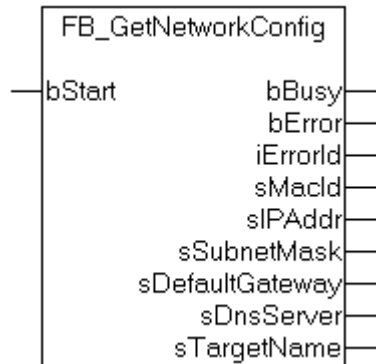 FB_GetNetworkConfig
bStart bBusy
bError
iErrorId
sMacId
sIPAddr
sSubnetMask
sDefaultGateway
sDnsServer
sTargetName